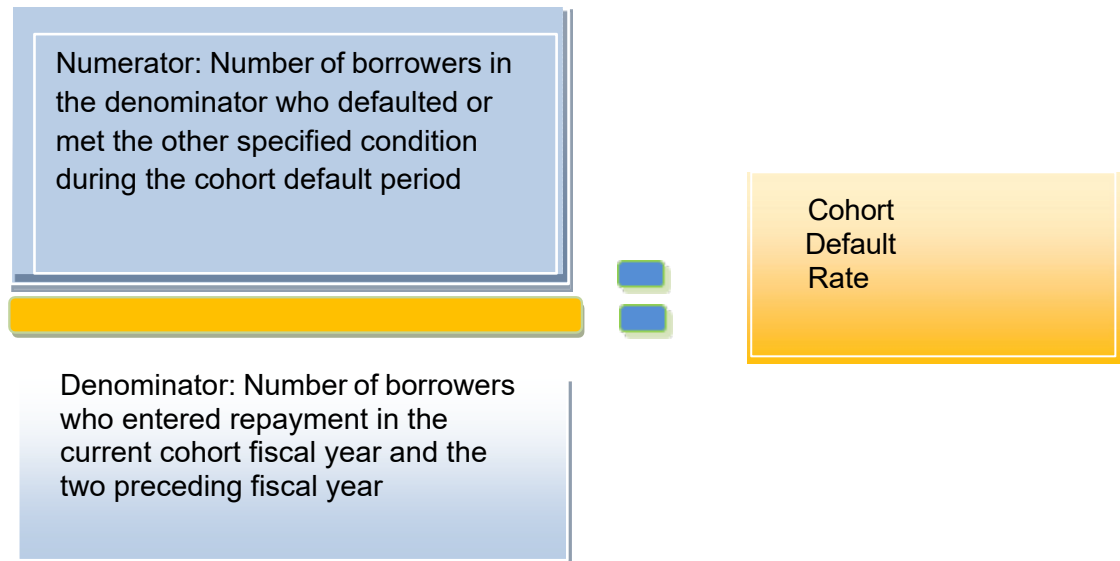 Numerator: Number of borrowers in
the denominator who defaulted or
met the other specified condition
during the cohort default period
Cohort
Default
Rate
Denominator: Number of borrowers
who entered repayment in the
current cohort fiscal year and the
two preceding fiscal year